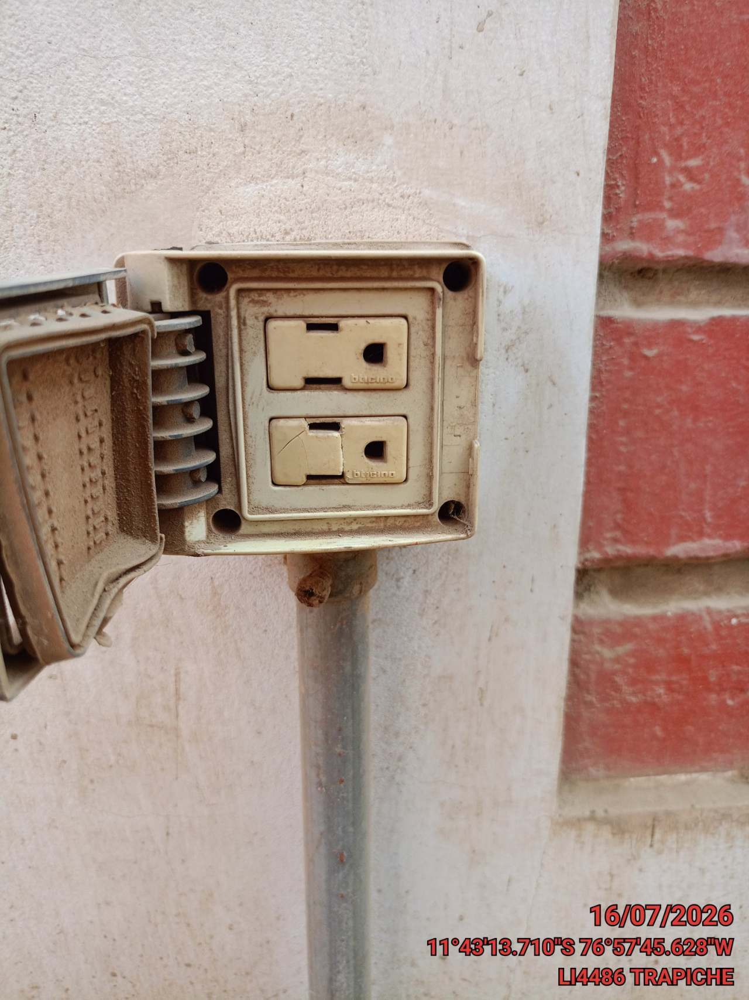 bticino
bticino
16/07/2026
11°43'13.710"S 76°57'45.628"W
LI4486 TRAPICHE